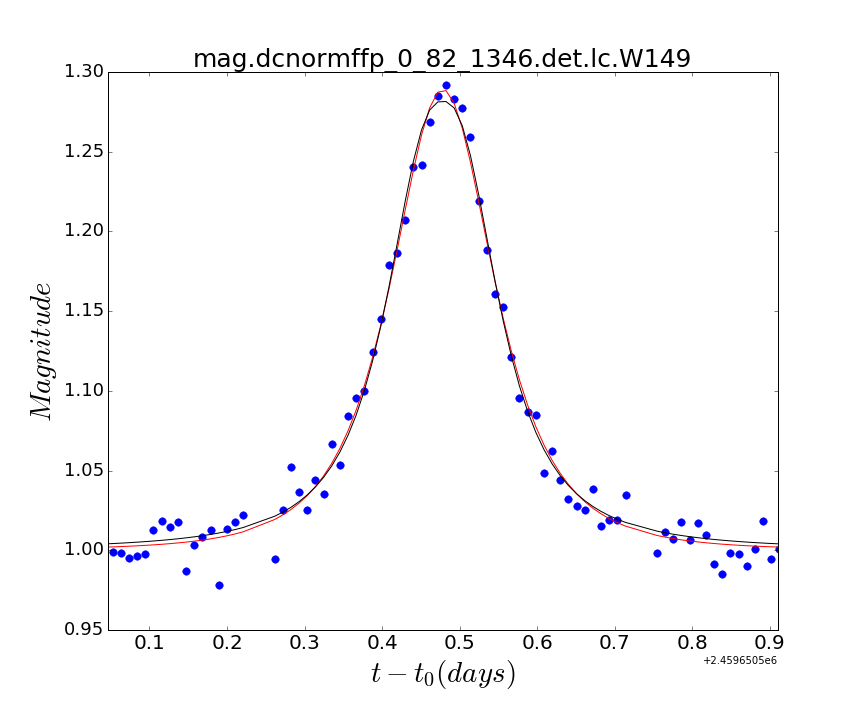 mag.dcnormffp_0_82_1346.det.lc.W149
1.30
1.25
1.20
1.15
1.10
1.05
1.00
0.95
Magnitude
0.1 0.2 0.3 0.4 0.5 0.6 0.7 0.8 0.9
+2.4596505e6
t − t₀(days)